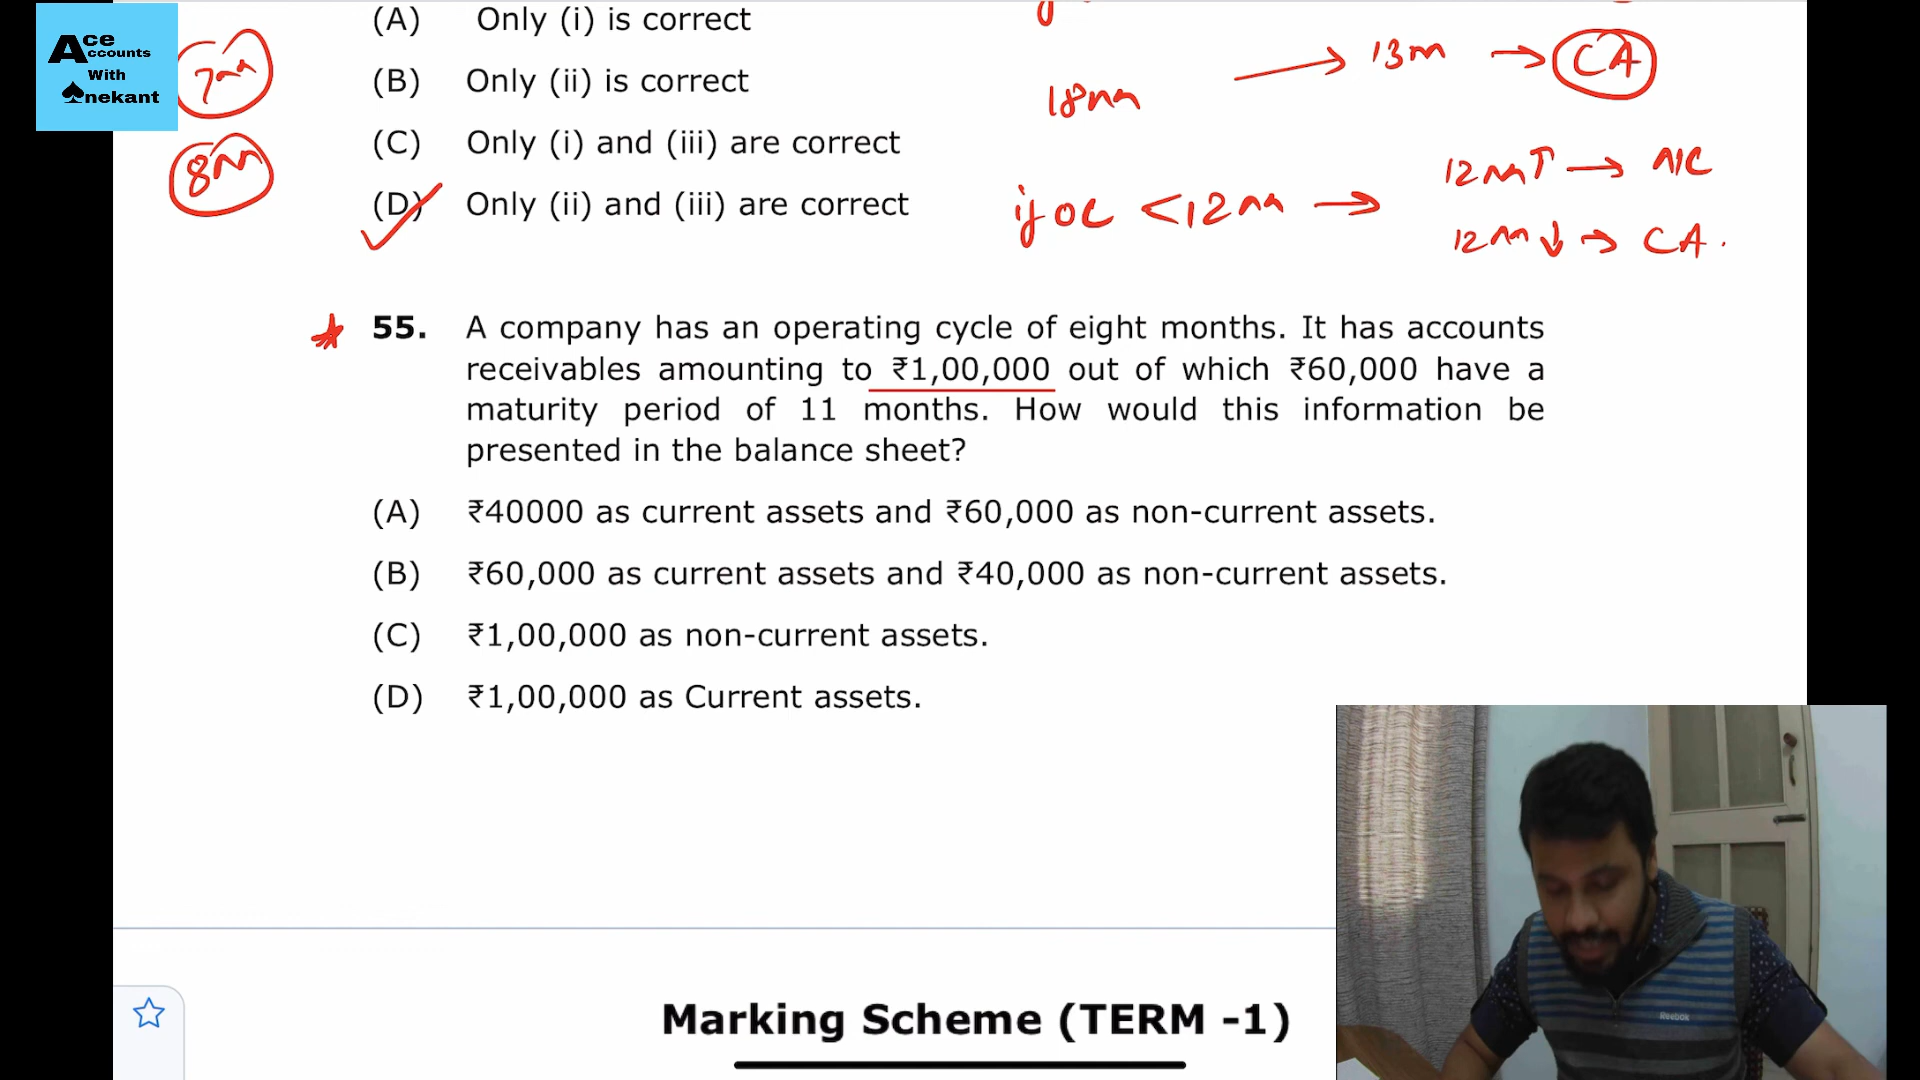 Ace
Accounts
With
Anekant
7m
8m
(A) Only (i) is correct
(B) Only (ii) is correct
(C) Only (i) and (iii) are correct
(D) Only (ii) and (iii) are correct
18m → 13m → CA
if OC <12m → 12m↑ → N/C
12m↓ → CA.
55. A company has an operating cycle of eight months. It has accounts
receivables amounting to ₹1,00,000 out of which ₹60,000 have a
maturity period of 11 months. How would this information be
presented in the balance sheet?
(A) ₹40000 as current assets and ₹60,000 as non-current assets.
(B) ₹60,000 as current assets and ₹40,000 as non-current assets.
(C) ₹1,00,000 as non-current assets.
(D) ₹1,00,000 as Current assets.
Marking Scheme (TERM -1)
Reebok